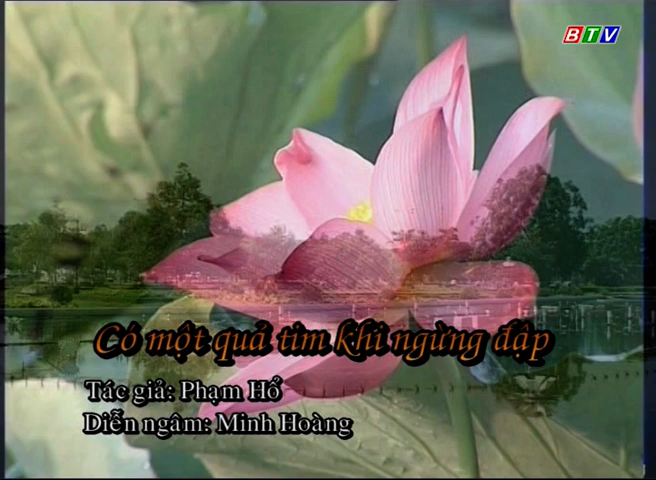 BTV
Có một quả tim khi ngừng đập
Tác giả: Phạm Hổ
Diễn ngâm: Minh Hoàng